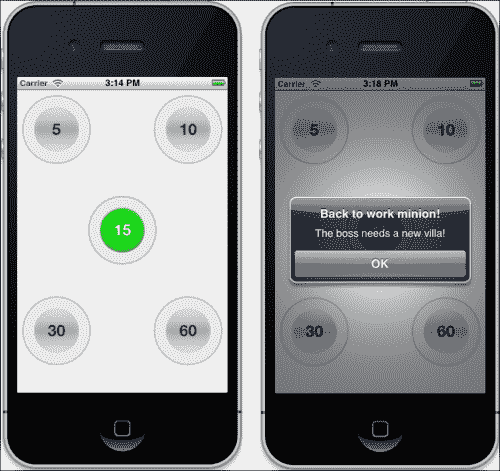 Carrier 3:14 PM
5 10
15
30 60
Carrier 3:18 PM
5 10
Back to work minion!
The boss needs a new villa!
OK
30 60